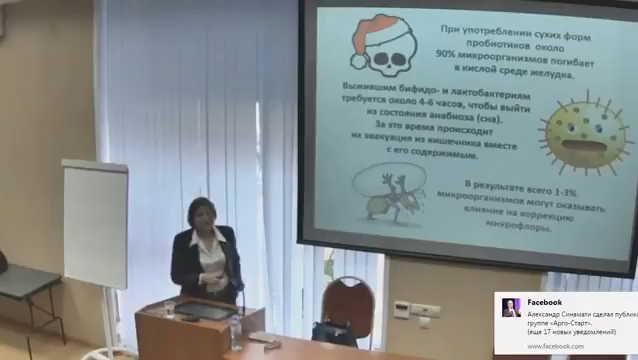 При употреблении сухих форм
пробиотиков около
90% микроорганизмов погибает
в кислой среде желудка.
Выжившим бифидо- и лактобактериям
требуется около 4-6 часов, чтобы выйти
из состояния анабиоза (сна).
За это время происходит
их эвакуация из кишечника вместе
с его содержимым.
В результате всего 1-3%
микроорганизмов могут оказывать
влияние на коррекцию
микрофлоры.
Facebook
Александр Синамати сделал публика
группе «Арго-Старт».
(еще 17 новых уведомлений)
www.facebook.com